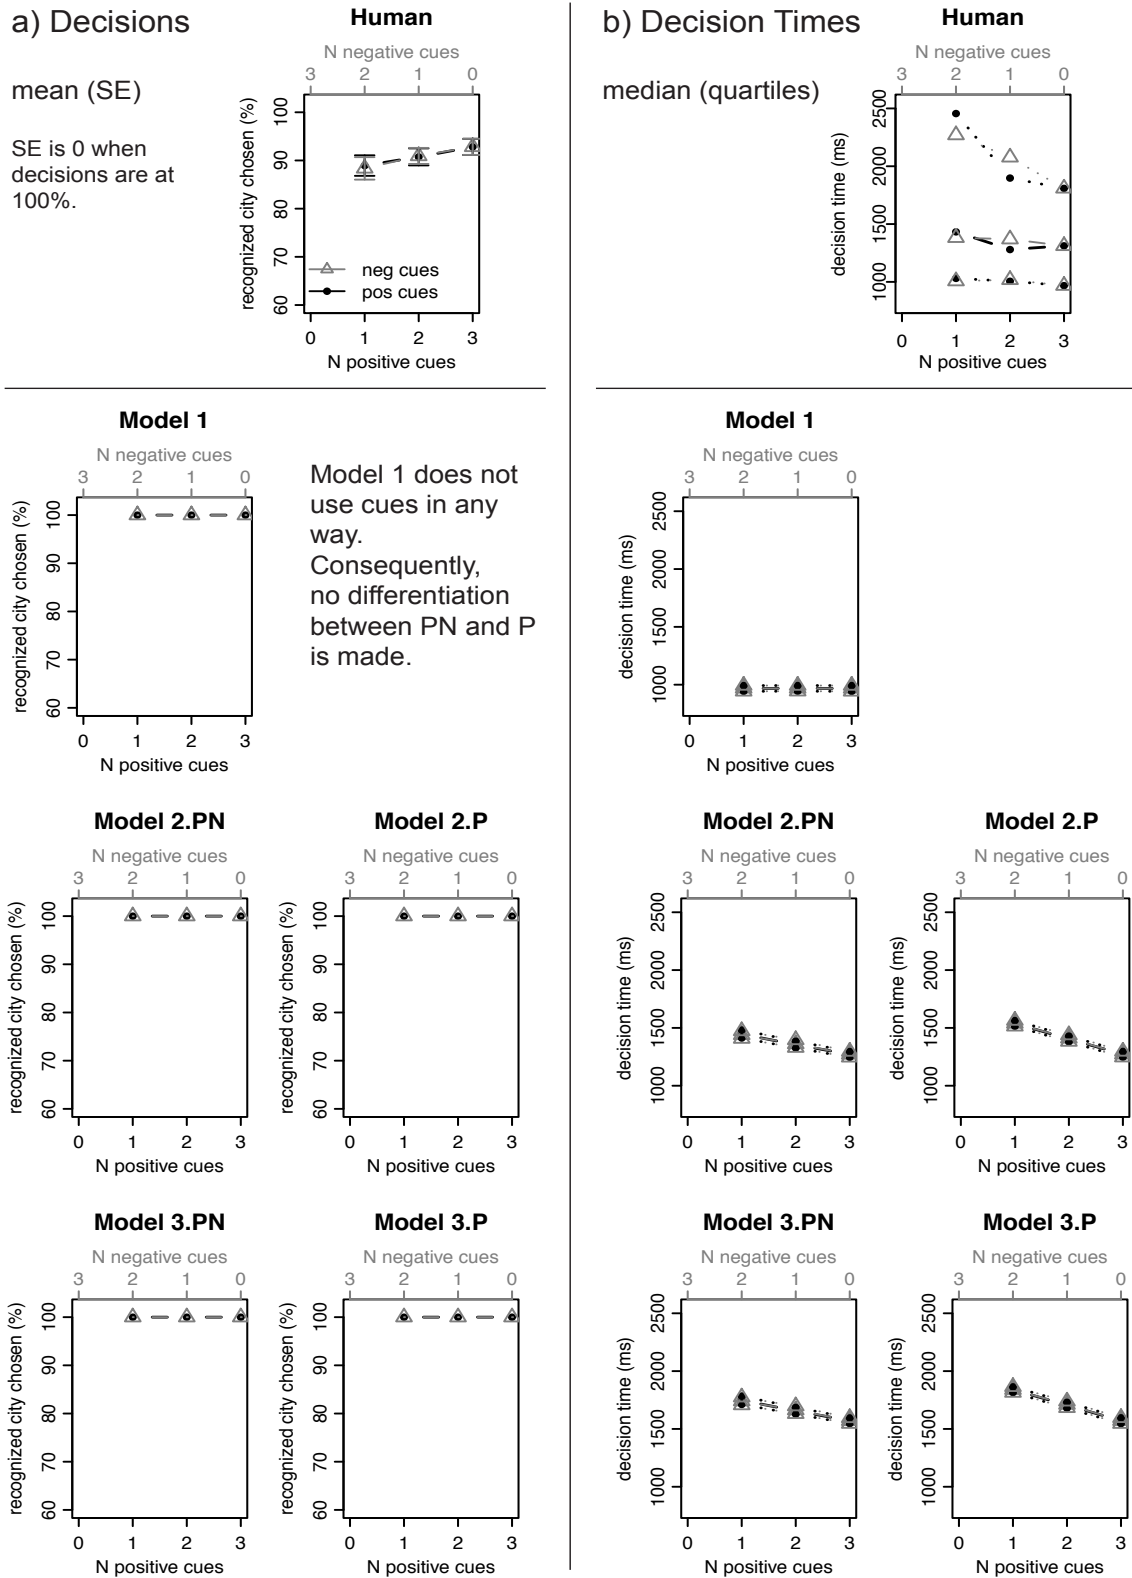 a) Decisions
mean (SE)
SE is 0 when
decisions are at
100%.
Human
N negative cues
3 2 1 0
recognized city chosen (%)
100
90
80
70
60
neg cues
pos cues
0 1 2 3
N positive cues
b) Decision Times
median (quartiles)
Human
N negative cues
3 2 1 0
decision time (ms)
2500
2000
1500
1000
0 1 2 3
N positive cues
Model 1
N negative cues
3 2 1 0
recognized city chosen (%)
100
90
80
70
60
0 1 2 3
N positive cues
Model 1 does not
use cues in any
way.
Consequently,
no differentiation
between PN and P
is made.
Model 1
N negative cues
3 2 1 0
decision time (ms)
2500
2000
1500
1000
0 1 2 3
N positive cues
Model 2.PN
N negative cues
3 2 1 0
recognized city chosen (%)
100
90
80
70
60
0 1 2 3
N positive cues
Model 2.P
N negative cues
3 2 1 0
recognized city chosen (%)
100
90
80
70
60
0 1 2 3
N positive cues
Model 2.PN
N negative cues
3 2 1 0
decision time (ms)
2500
2000
1500
1000
0 1 2 3
N positive cues
Model 2.P
N negative cues
3 2 1 0
decision time (ms)
2500
2000
1500
1000
0 1 2 3
N positive cues
Model 3.PN
N negative cues
3 2 1 0
recognized city chosen (%)
100
90
80
70
60
0 1 2 3
N positive cues
Model 3.P
N negative cues
3 2 1 0
recognized city chosen (%)
100
90
80
70
60
0 1 2 3
N positive cues
Model 3.PN
N negative cues
3 2 1 0
decision time (ms)
2500
2000
1500
1000
0 1 2 3
N positive cues
Model 3.P
N negative cues
3 2 1 0
decision time (ms)
2500
2000
1500
1000
0 1 2 3
N positive cues